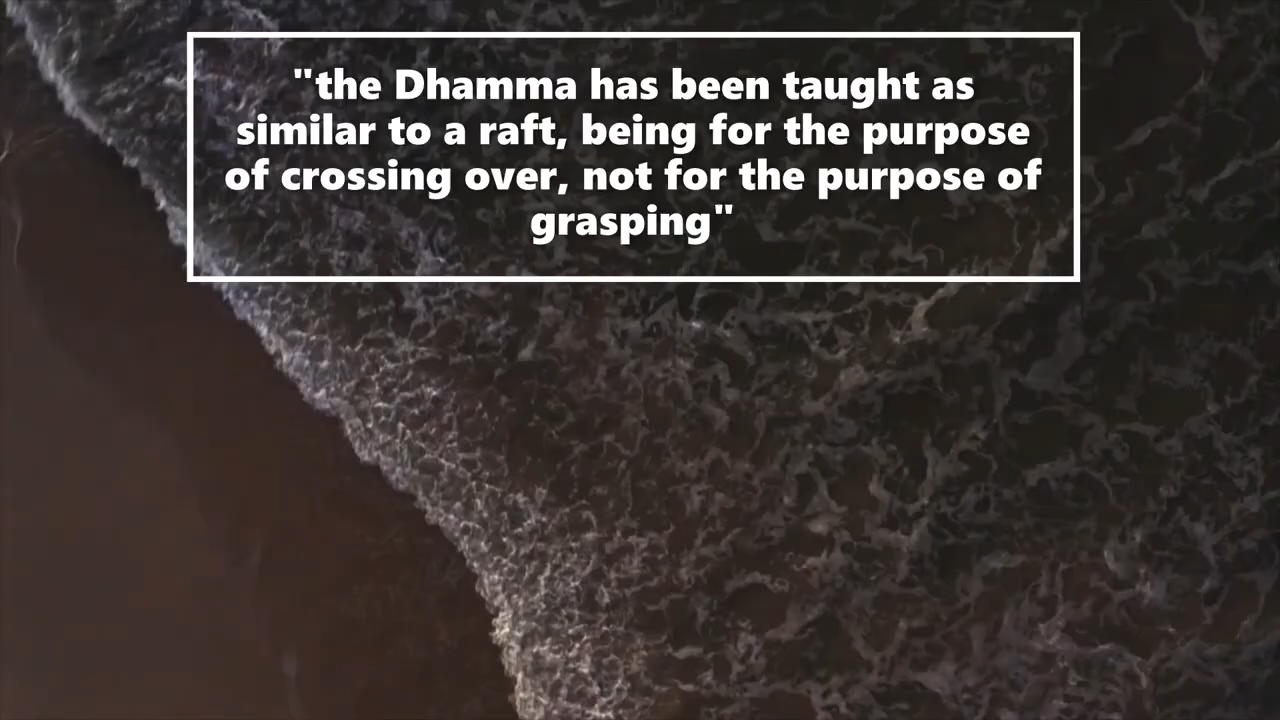 "the Dhamma has been taught as
similar to a raft, being for the purpose
of crossing over, not for the purpose of
grasping"